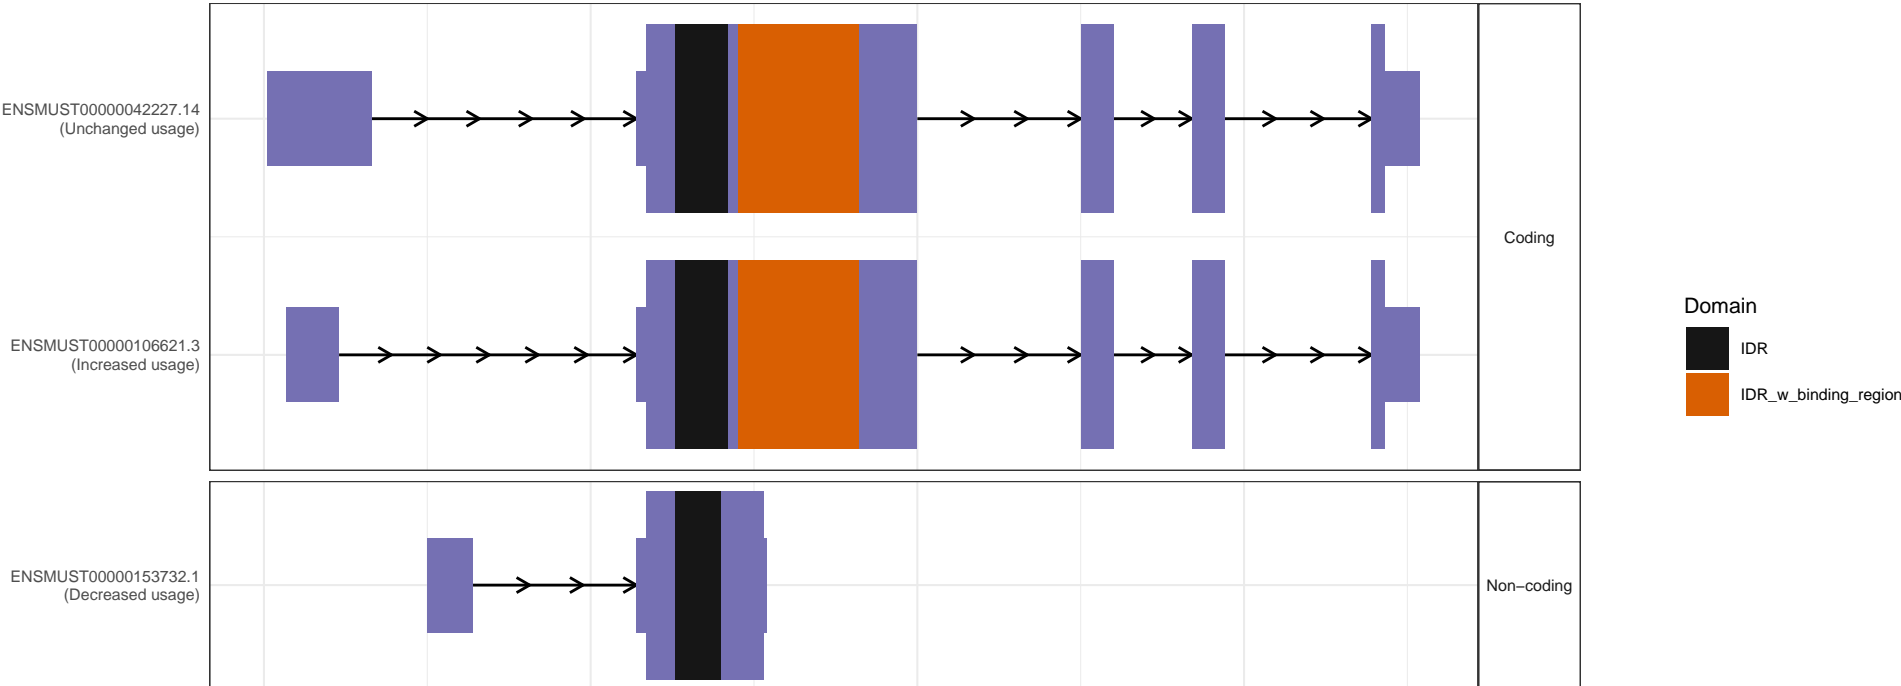 ENSMUST00000042227.14
(Unchanged usage)
Coding
ENSMUST00000106621.3
(Increased usage)
Domain
IDR
IDR_w_binding_region
ENSMUST00000153732.1
(Decreased usage)
Non−coding